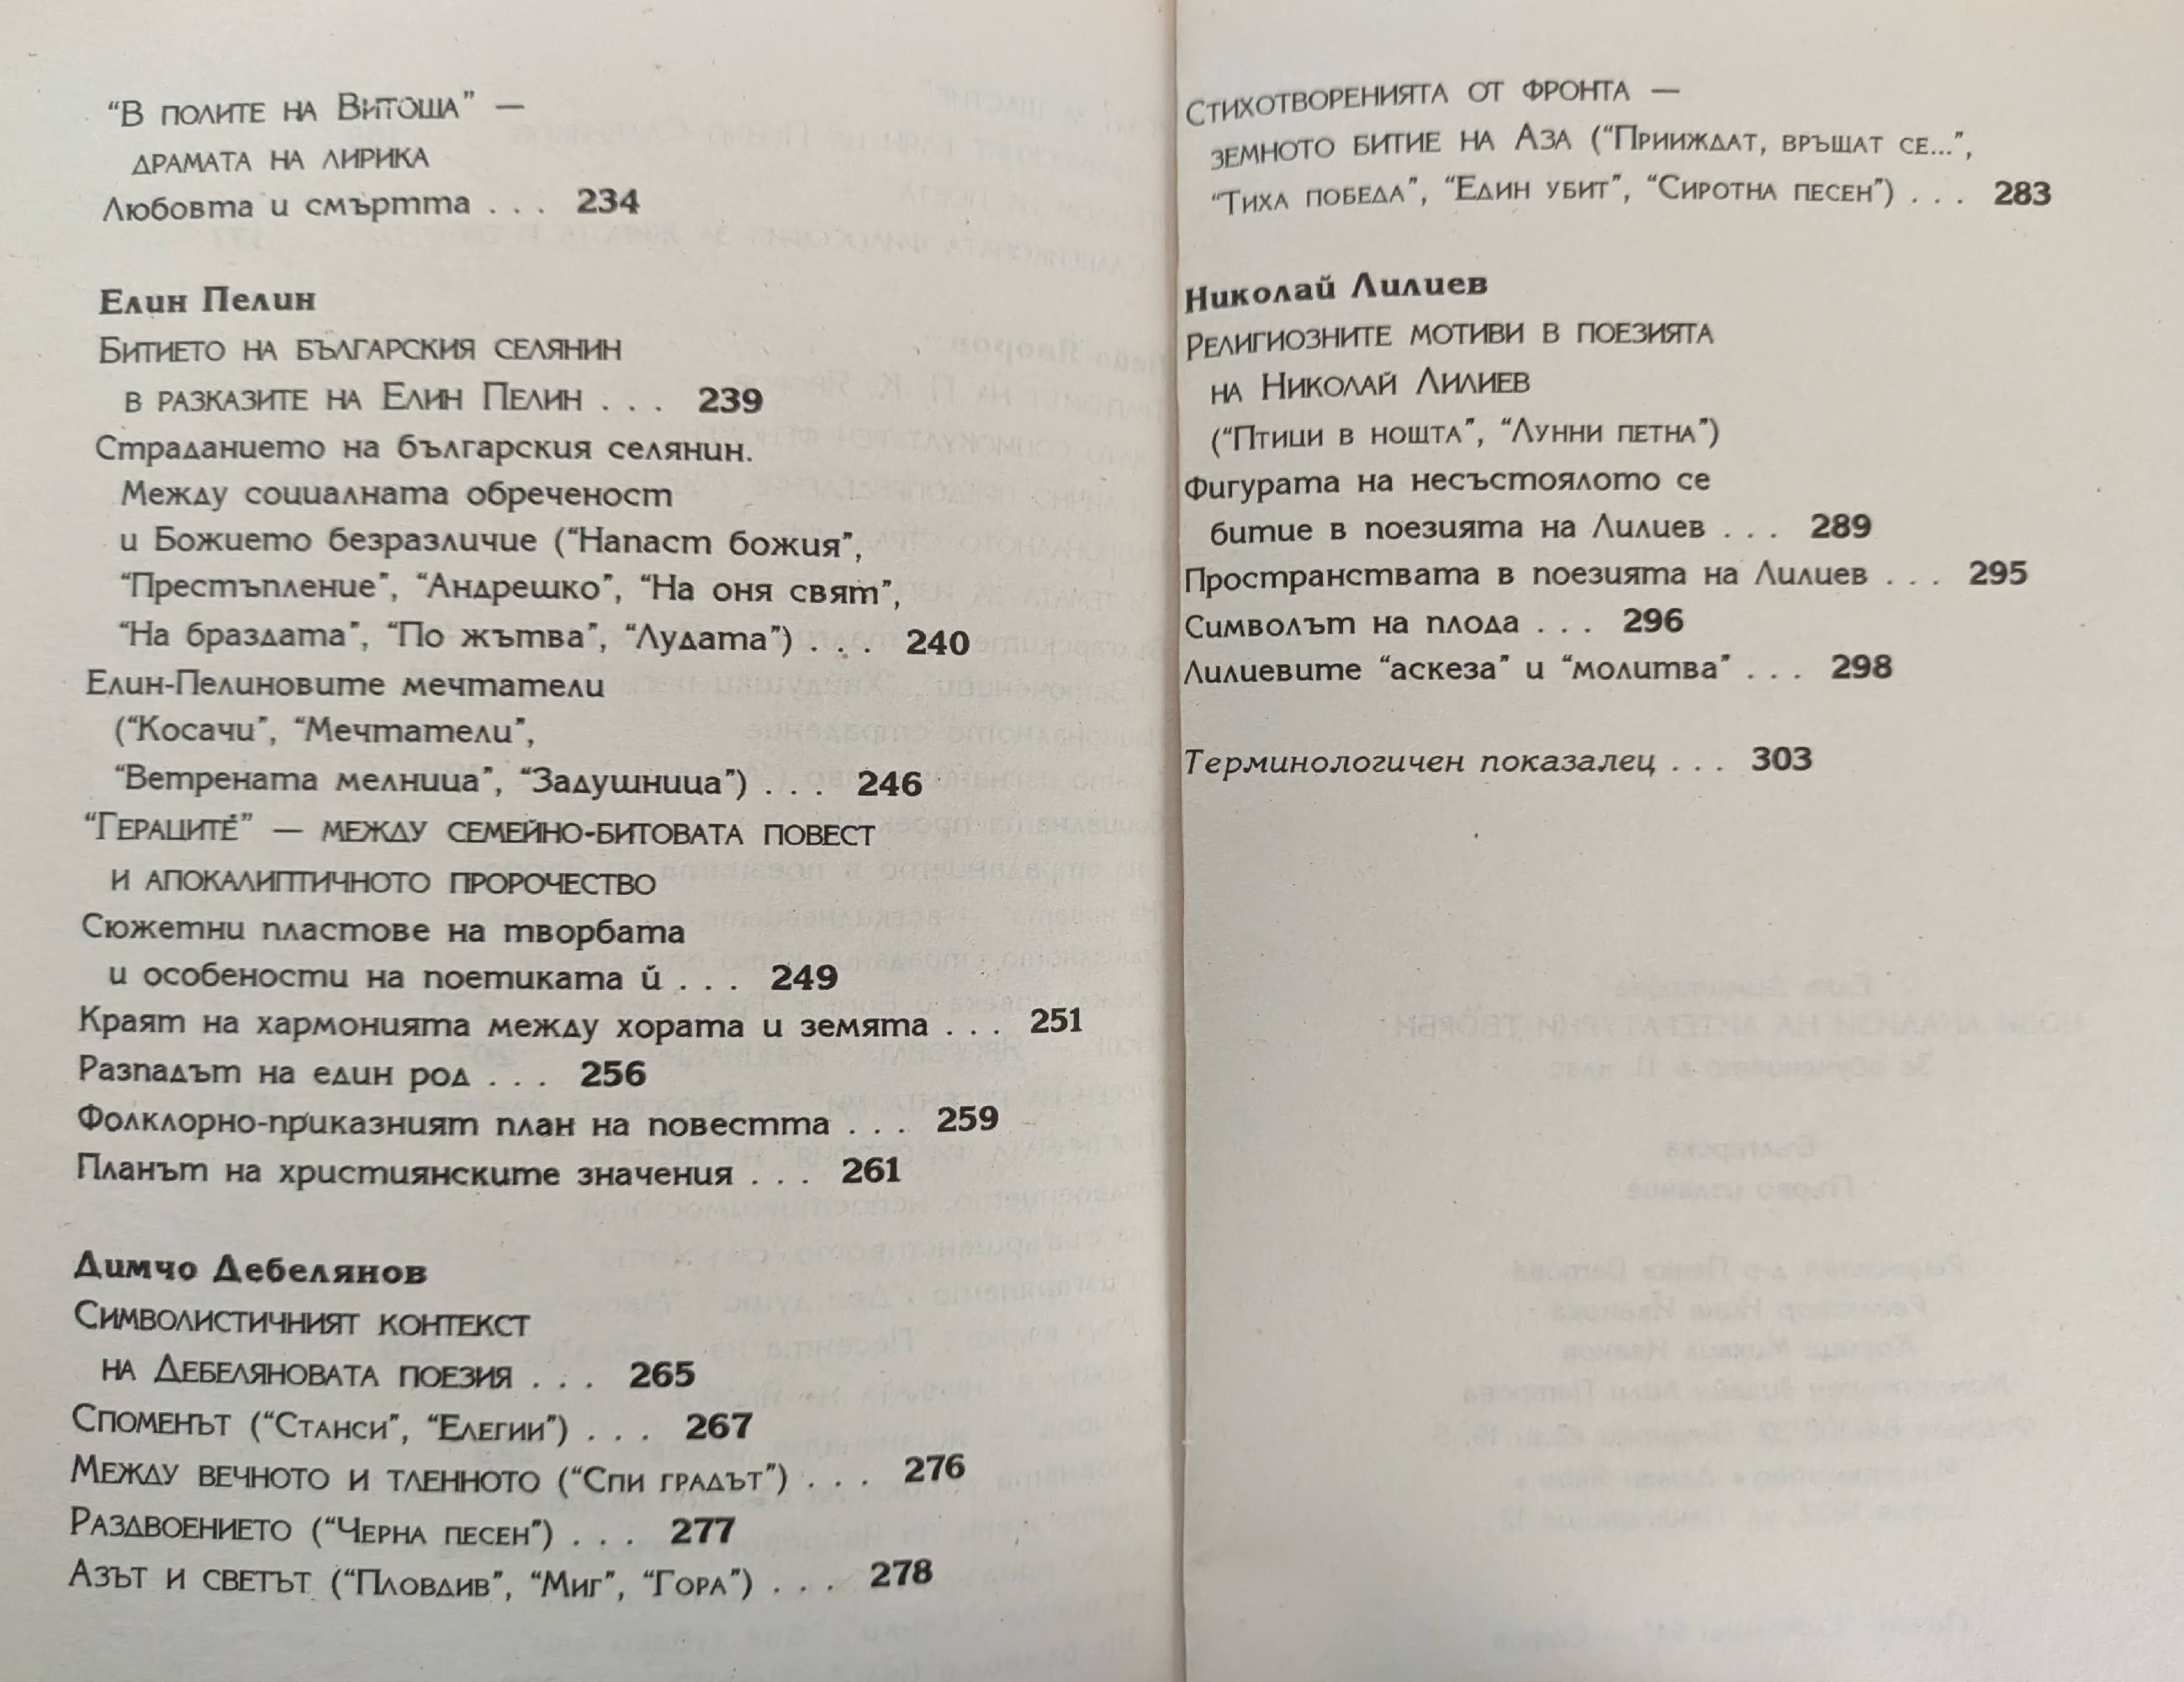 “В ПОЛИТЕ НА ВИТОША” —
ДРАМАТА НА ЛИРИКА
Любовта и смъртта . . . 234
Елин Пелин
БИТИЕТО НА БЪЛГАРСКИЯ СЕЛЯНИН
В РАЗКАЗИТЕ НА ЕЛИН ПЕЛИН . . . 239
Страданието на българския селянин.
Между социалната обреченост
и Божието безразличие (“Напаст божия”,
“Престъпление”, “Андрешко”, “На оня свят”,
“На браздата”, “По жътва”, “Лудата”) . . . 240
Елин-Пелиновите мечтатели
(“Косачи”, “Мечтатели”,
“Ветрената мелница”, “Задушница”) . . . 246
“ГЕРАЦИТЕ” — МЕЖДУ СЕМЕЙНО-БИТОВАТА ПОВЕСТ
И АПОКАЛИПТИЧНОТО ПРОРОЧЕСТВО
Сюжетни пластове на творбата
и особености на поетиката й . . . 249
Краят на хармонията между хората и земята . . . 251
Разпадът на един род . . . 256
Фолклорно-приказният план на повестта . . . 259
Планът на християнските значения . . . 261
Димчо Дебелянов
СИМВОЛИСТИЧНИЯТ КОНТЕКСТ
НА ДЕБЕЛЯНОВАТА ПОЕЗИЯ . . . 265
СПОМЕНЪТ (“СТАНСИ”, “ЕЛЕГИИ”) . . . 267
МЕЖДУ ВЕЧНОТО И ТЛЕННОТО (“СПИ ГРАДЪТ”) . . . 276
РАЗДВОЕНИЕТО (“ЧЕРНА ПЕСЕН”) . . . 277
АЗЪТ И СВЕТЪТ (“ПЛОВДИВ”, “МИГ”, “ГОРА”) . . . 278
СТИХОТВОРЕНИЯТА ОТ ФРОНТА —
ЗЕМНОТО БИТИЕ НА АЗА (“ПРИИЖДАТ, ВРЪЩАТ СЕ...”,
“ТИХА ПОБЕДА”, “ЕДИН УБИТ”, “СИРОТНА ПЕСЕН”) . . . 283
Николай Лилиев
РЕЛИГИОЗНИТЕ МОТИВИ В ПОЕЗИЯТА
НА НИКОЛАЙ ЛИЛИЕВ
(“ПТИЦИ В НОЩТА”, “ЛУННИ ПЕТНА”)
Фигурата на несъстоялото се
битие в поезията на Лилиев . . . 289
Пространствата в поезията на Лилиев . . . 295
Символът на плода . . . 296
Лилиевите “аскеза” и “молитва” . . . 298
Терминологичен показалец . . . 303